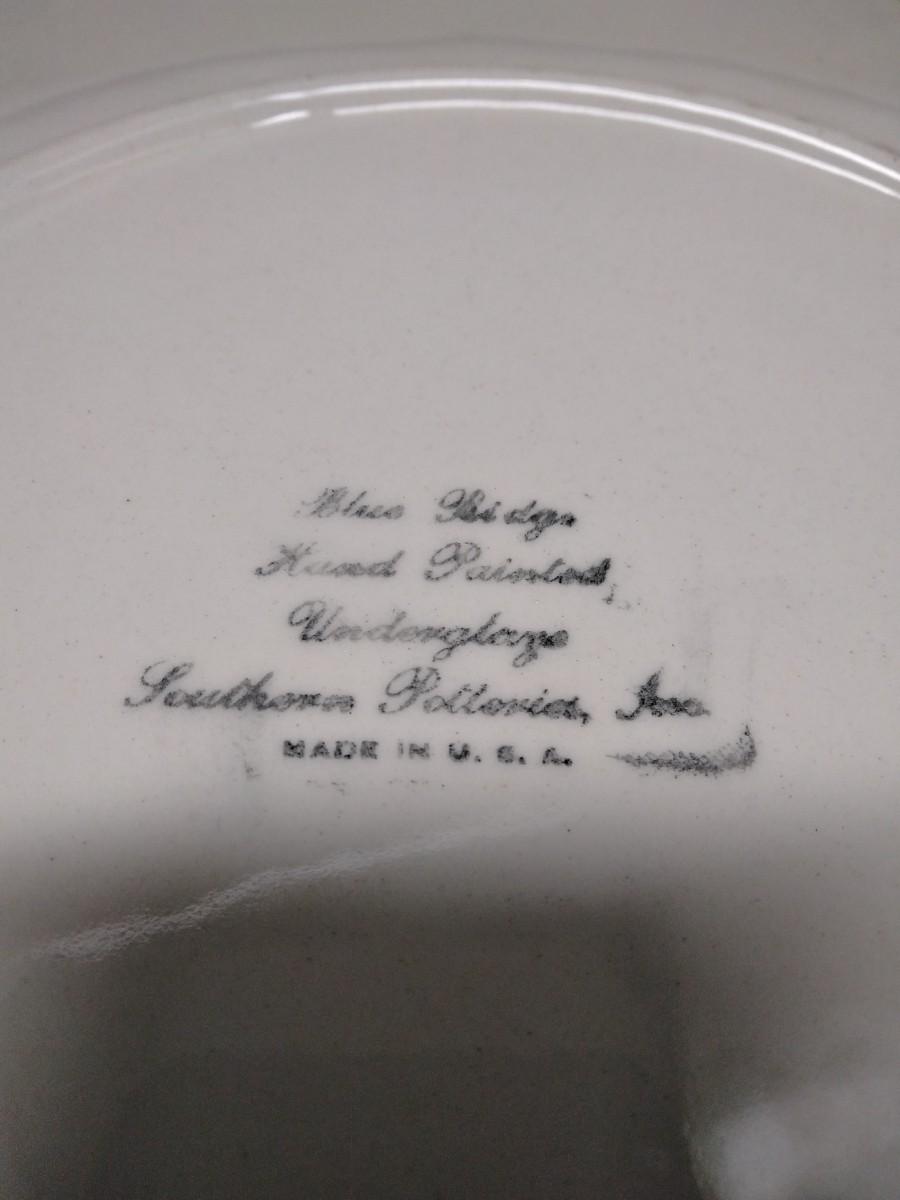 Blue Ridge
Hand Painted
Underglaze
Southern Potteries, Inc.
MADE IN U. S. A.